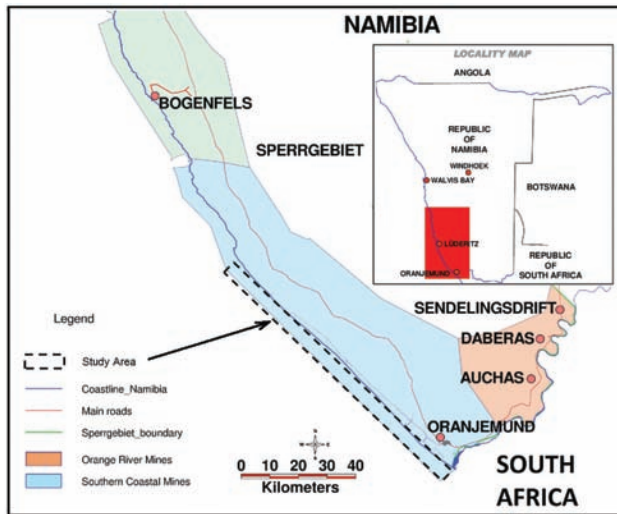 NAMIBIA
LOCALITY MAP
ANGOLA
REPUBLIC
OF
NAMIBIA
WINDHOEK
WALVIS BAY
BOTSWANA
LÜDERITZ
REPUBLIC
OF
SOUTH AFRICA
ORANJEMUND
BOGENFELS
SPERRGEBIET
SENDELINGSDRIFT
DABERAS
AUCHAS
ORANJEMUND
SOUTH
AFRICA
Legend
Study Area
Coastline_Namibia
Main roads
Sperrgebiet_boundary
Orange River Mines
Southern Coastal Mines
N
W
E
S
0 10 20 30 40
Kilometers